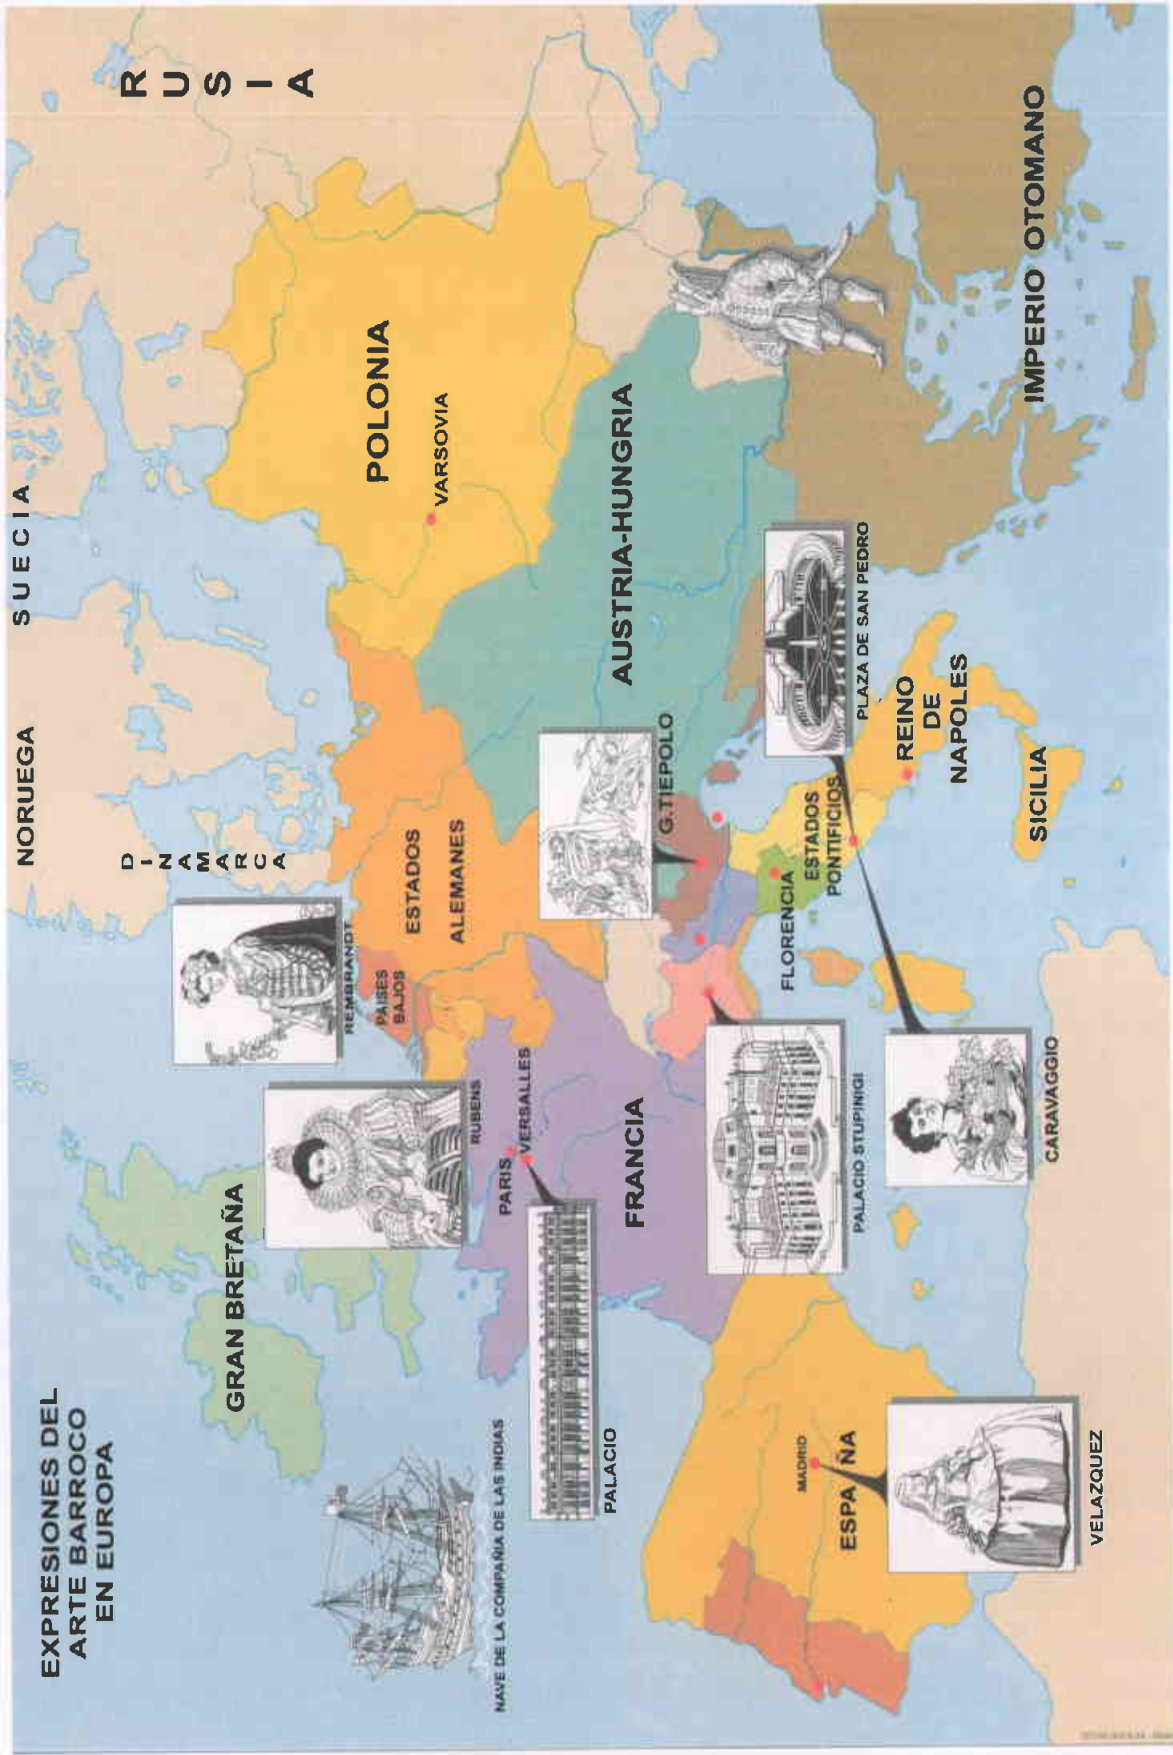 EXPRESIONES DEL
ARTE BARROCO
EN EUROPA
NORUEGA
SUECIA
RUSIA
DINAMARCA
GRAN BRETAÑA
REMBRANDT
PAISES
BAJOS
ESTADOS
ALEMANES
POLONIA
VARSOVIA
NAVE DE LA COMPAÑIA DE LAS INDIAS
RUBENS
PARIS
VERSALLES
PALACIO
FRANCIA
AUSTRIA-HUNGRIA
G.TIEPOLO
PALACIO STUPINIGI
FLORENCIA
ESTADOS
PONTIFICIOS
PLAZA DE SAN PEDRO
REINO
DE
NAPOLES
SICILIA
IMPERIO OTOMANO
MADRID
ESPAÑA
VELAZQUEZ
CARAVAGGIO